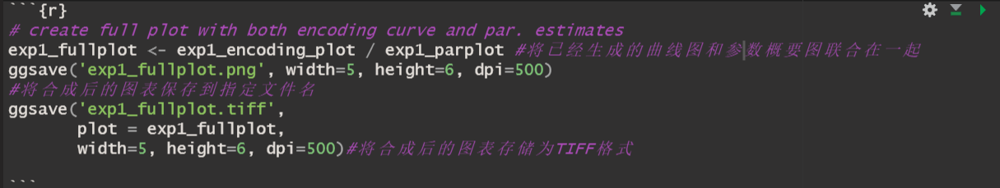 ```{r}
# create full plot with both encoding curve and par. estimates
exp1_fullplot <- exp1_encoding_plot / exp1_parplot #将已经生成的曲线图和参数概要图联合在一起
ggsave('exp1_fullplot.png', width=5, height=6, dpi=500)
#将合成后的图表保存到指定文件名
ggsave('exp1_fullplot.tiff',
       plot = exp1_fullplot,
       width=5, height=6, dpi=500)#将合成后的图表存储为TIFF格式
```